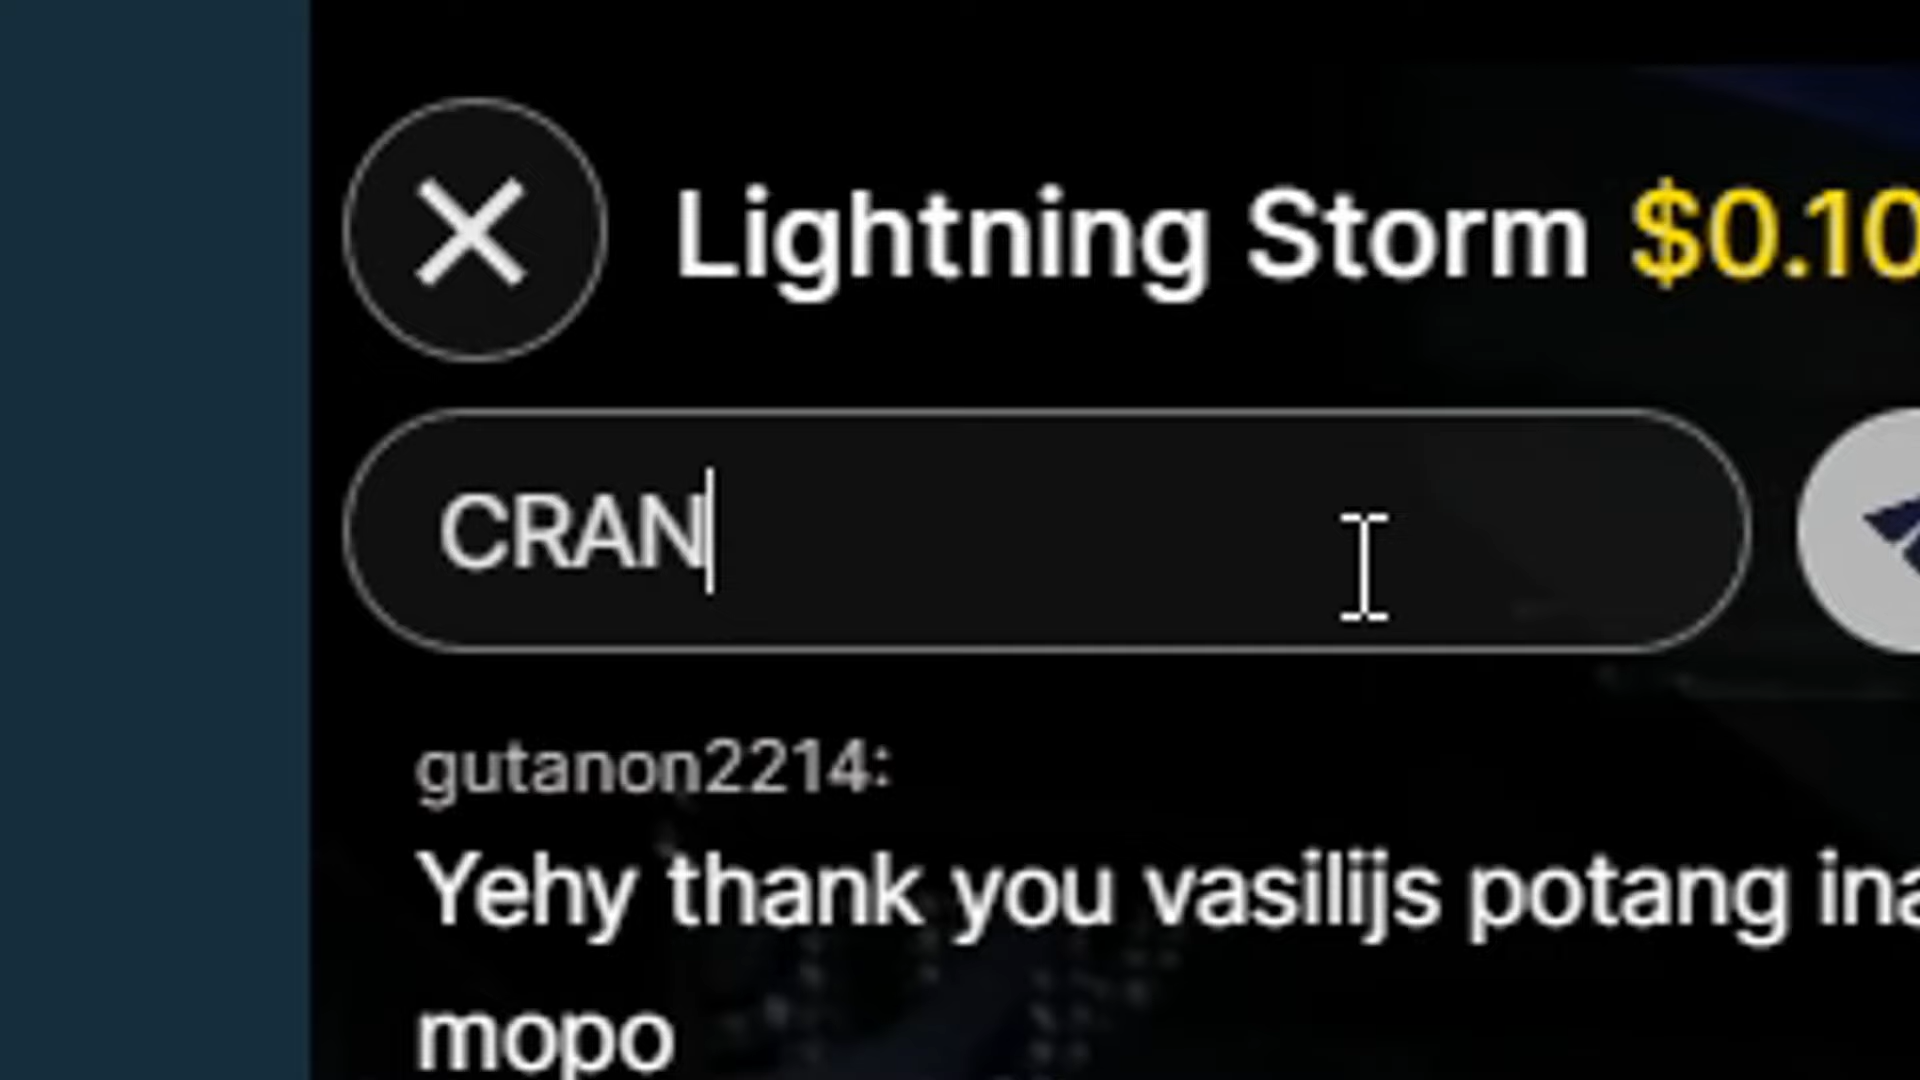 Lightning Storm $0.10
CRAN
gutanon2214:
Yehy thank you vasilijs potang ina
mopo